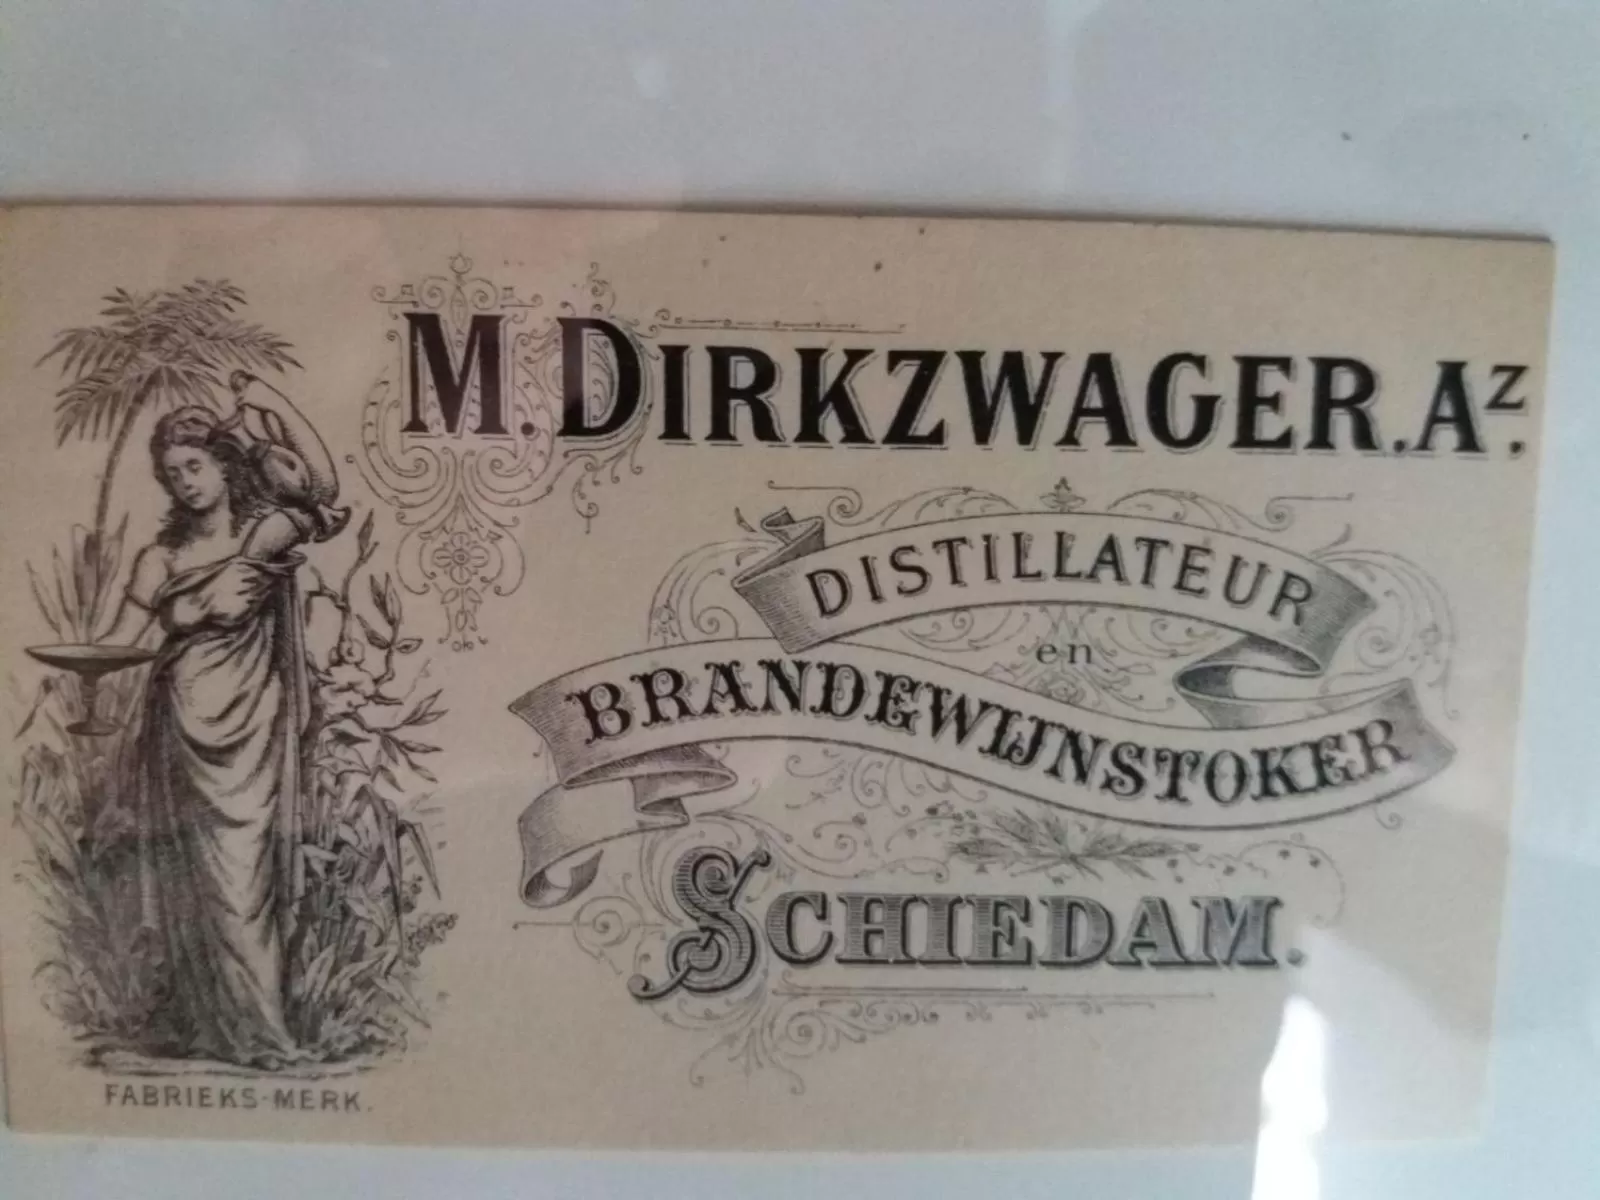 M. DIRKZWAGER. Az.
DISTILLATEUR
en
BRANDEWIJNSTOKER
SCHIEDAM.
FABRIEKS-MERK.